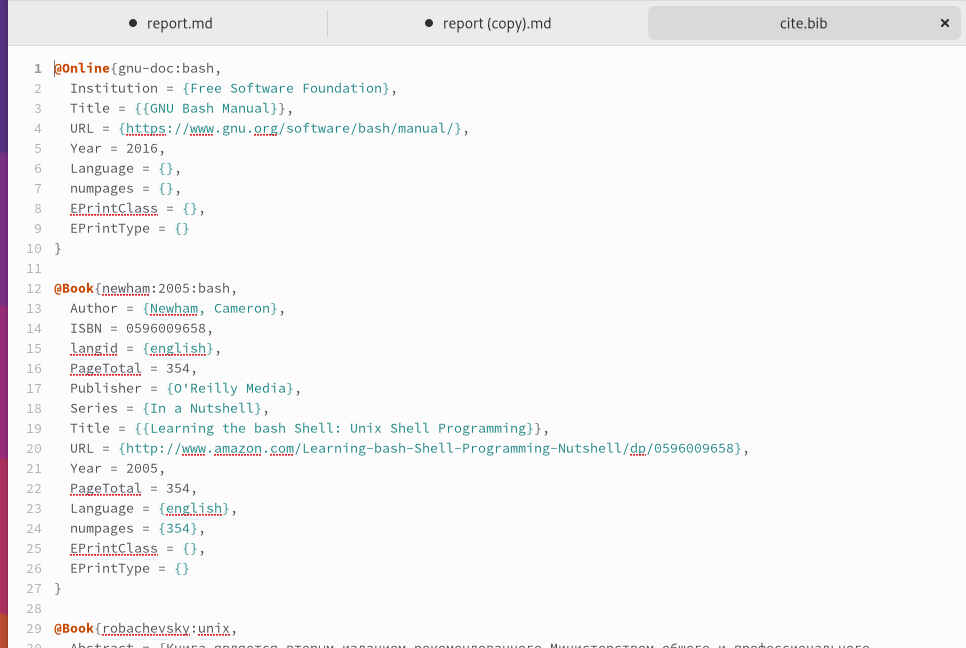 report.md report (copy).md cite.bib
1 @Online{gnu-doc:bash,
2 Institution = {Free Software Foundation},
3 Title = {{GNU Bash Manual}},
4 URL = {https://www.gnu.org/software/bash/manual/},
5 Year = 2016,
6 Language = {},
7 numpages = {},
8 EPrintClass = {},
9 EPrintType = {}
10 }
11
12 @Book{newham:2005:bash,
13 Author = {Newham, Cameron},
14 ISBN = 0596009658,
15 langid = {english},
16 PageTotal = 354,
17 Publisher = {O'Reilly Media},
18 Series = {In a Nutshell},
19 Title = {{Learning the bash Shell: Unix Shell Programming}},
20 URL = {http://www.amazon.com/Learning-bash-Shell-Programming-Nutshell/dp/0596009658},
21 Year = 2005,
22 PageTotal = 354,
23 Language = {english},
24 numpages = {354},
25 EPrintClass = {},
26 EPrintType = {}
27 }
28
29 @Book{robachevsky:unix,
30 Abstract = {Книга является вторым изданием рекомендованного Министерством общего и профессионального